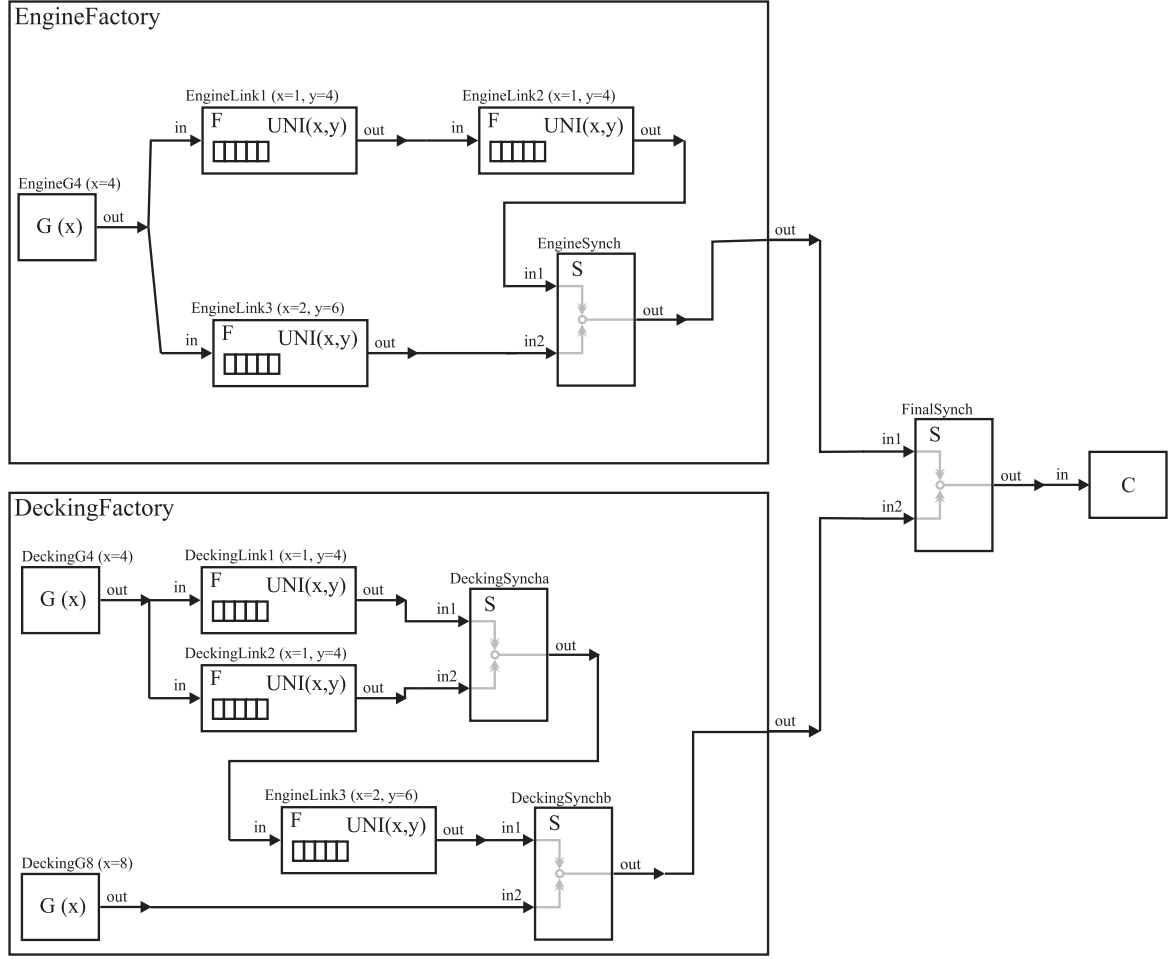 EngineFactory
EngineLink1 (x=1, y=4)
EngineLink2 (x=1, y=4)
in
F
UNI(x,y)
out
in
F
UNI(x,y)
out
EngineG4 (x=4)
G (x)
out
EngineSynch
in1
S
out
in2
EngineLink3 (x=2, y=6)
in
F
UNI(x,y)
out
out
FinalSynch
in1
S
out
in
C
in2
DeckingFactory
DeckingG4 (x=4)
G (x)
out
DeckingLink1 (x=1, y=4)
in
F
UNI(x,y)
out
DeckingSyncha
in1
S
out
in2
DeckingLink2 (x=1, y=4)
in
F
UNI(x,y)
out
out
EngineLink3 (x=2, y=6)
in
F
UNI(x,y)
out
DeckingSynchb
in1
S
out
in2
DeckingG8 (x=8)
G (x)
out